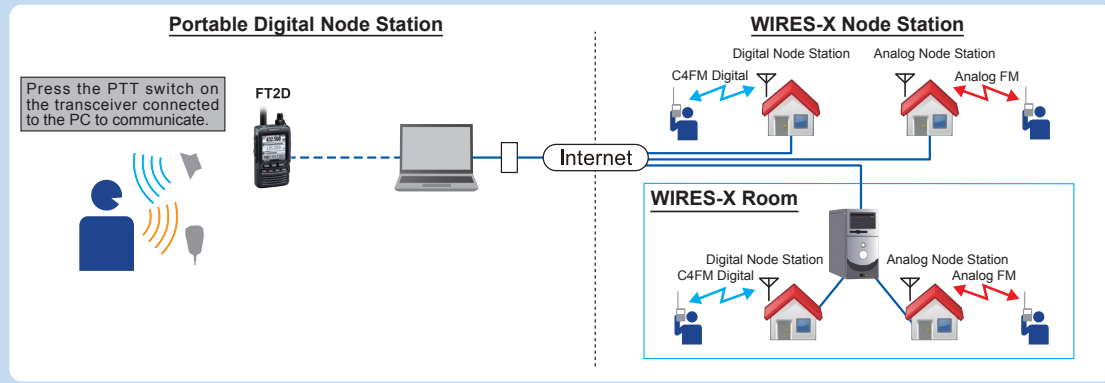 Portable Digital Node Station
Press the PTT switch on
the transceiver connected
to the PC to communicate.
FT2D
Internet
WIRES-X Node Station
Digital Node Station
Analog Node Station
C4FM Digital
Analog FM
WIRES-X Room
Digital Node Station
Analog Node Station
C4FM Digital
Analog FM